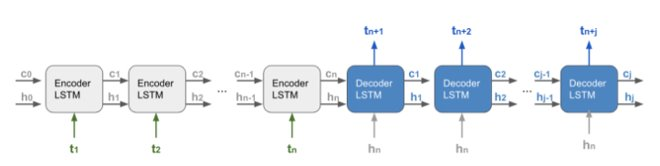 tn+1 tn+2 tn+j
c0 Encoder LSTM c1 Encoder LSTM c2 ... cn-1 Encoder LSTM cn Decoder LSTM c1 Decoder LSTM c2 ... cj-1 Decoder LSTM cj
h0 h1 h2 hn-1 hn h1 h2 hj-1 hj
t1 t2 tn hn hn hn